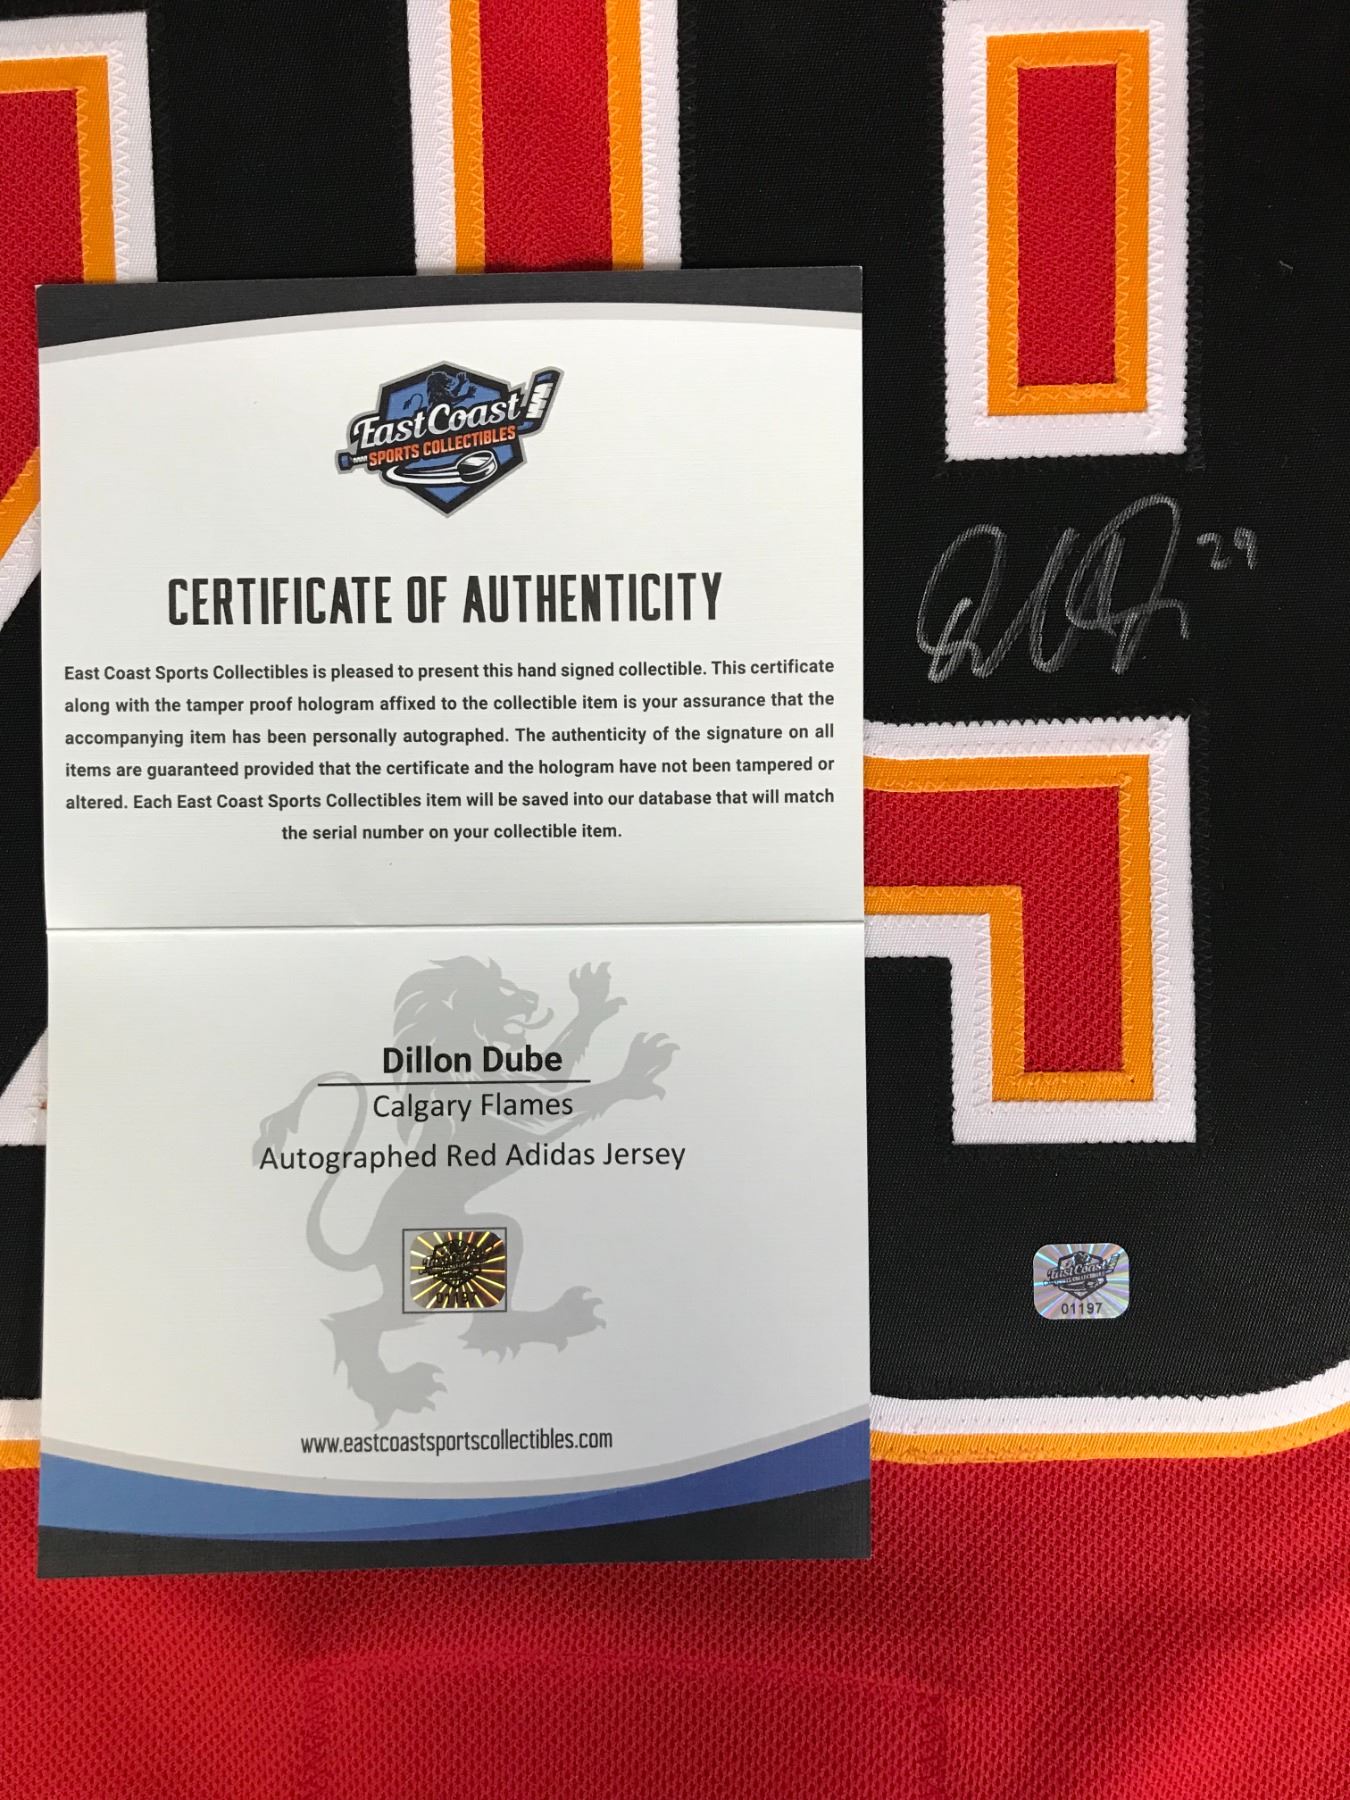 East Coast
SPORTS COLLECTIBLES
CERTIFICATE OF AUTHENTICITY
East Coast Sports Collectibles is pleased to present this hand signed collectible. This certificate
along with the tamper proof hologram affixed to the collectible item is your assurance that the
accompanying item has been personally autographed. The authenticity of the signature on all
items are guaranteed provided that the certificate and the hologram have not been tampered or
altered. Each East Coast Sports Collectibles item will be saved into our database that will match
the serial number on your collectible item.
Dillon Dube
Calgary Flames
Autographed Red Adidas Jersey
www.eastcoastsportscollectibles.com
29
East Coast
01197